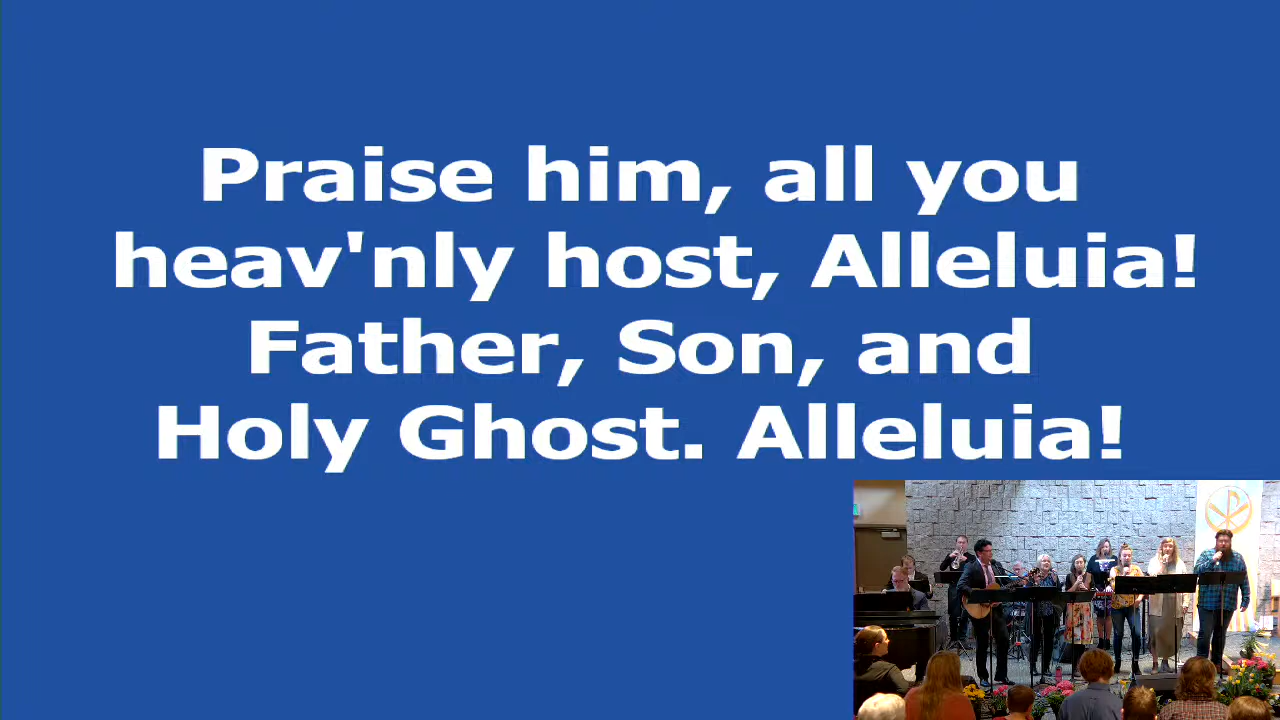 Praise him, all you
heav'nly host, Alleluia!
Father, Son, and
Holy Ghost. Alleluia!